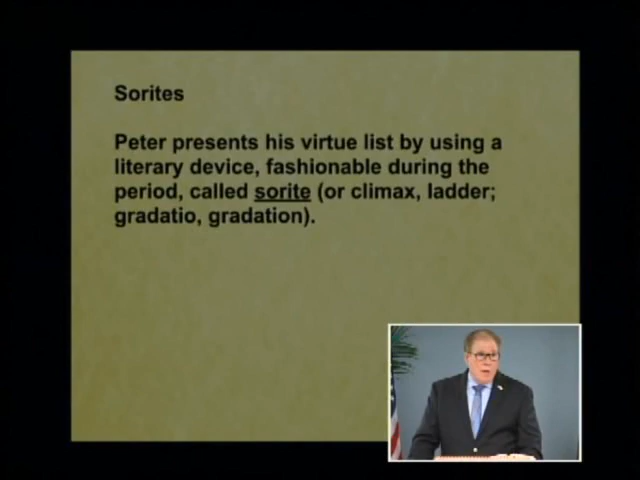 Sorites
Peter presents his virtue list by using a
literary device, fashionable during the
period, called sorite (or climax, ladder;
gradatio, gradation).